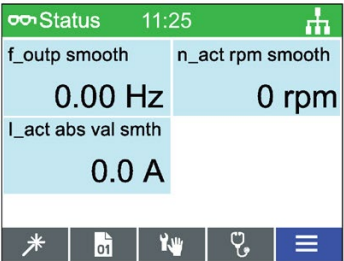 Status 11:25
f_outp smooth n_act rpm smooth
0.00 Hz 0 rpm
I_act abs val smth
0.0 A
01